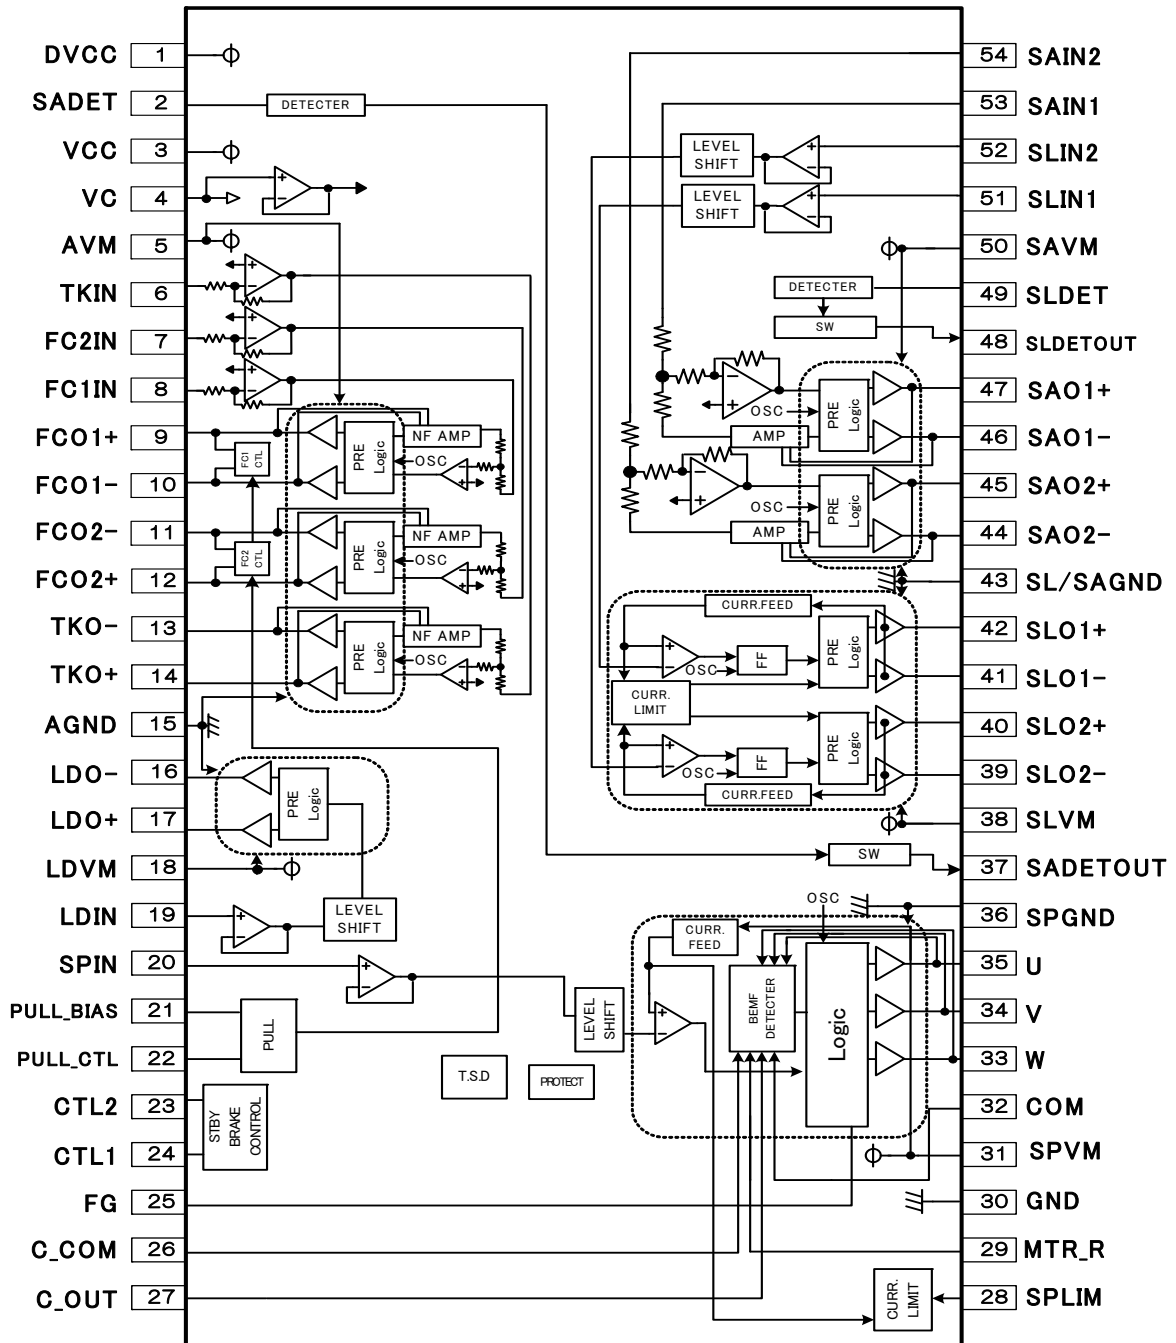 DVCC 1
SADET 2
VCC 3
VC 4
AVM 5
TKIN 6
FC2IN 7
FC1IN 8
FCO1+ 9
FCO1- 10
FCO2- 11
FCO2+ 12
TKO- 13
TKO+ 14
AGND 15
LDO- 16
LDO+ 17
LDVM 18
LDIN 19
SPIN 20
PULL_BIAS 21
PULL_CTL 22
CTL2 23
CTL1 24
FG 25
C_COM 26
C_OUT 27
54 SAIN2
53 SAIN1
52 SLIN2
51 SLIN1
50 SAVM
49 SLDET
48 SLDETOUT
47 SAO1+
46 SAO1-
45 SAO2+
44 SAO2-
43 SL/SAGND
42 SLO1+
41 SLO1-
40 SLO2+
39 SLO2-
38 SLVM
37 SADETOUT
36 SPGND
35 U
34 V
33 W
32 COM
31 SPVM
30 GND
29 MTR_R
28 SPLIM
DETECTER
FC1
CTL
FC2
CTL
PRE
Logic
NF AMP
OSC
PRE
Logic
NF AMP
OSC
PRE
Logic
NF AMP
OSC
PRE
Logic
LEVEL
SHIFT
PULL
STBY
BRAKE
CONTROL
T.S.D
PROTECT
LEVEL
SHIFT
LEVEL
SHIFT
LEVEL
SHIFT
DETECTER
SW
OSC
PRE
Logic
AMP
OSC
PRE
Logic
AMP
CURR.FEED
OSC
FF
PRE
Logic
CURR.
LIMIT
OSC
FF
PRE
Logic
CURR.FEED
SW
OSC
CURR.
FEED
BEMF
DETECTER
Logic
CURR.
LIMIT